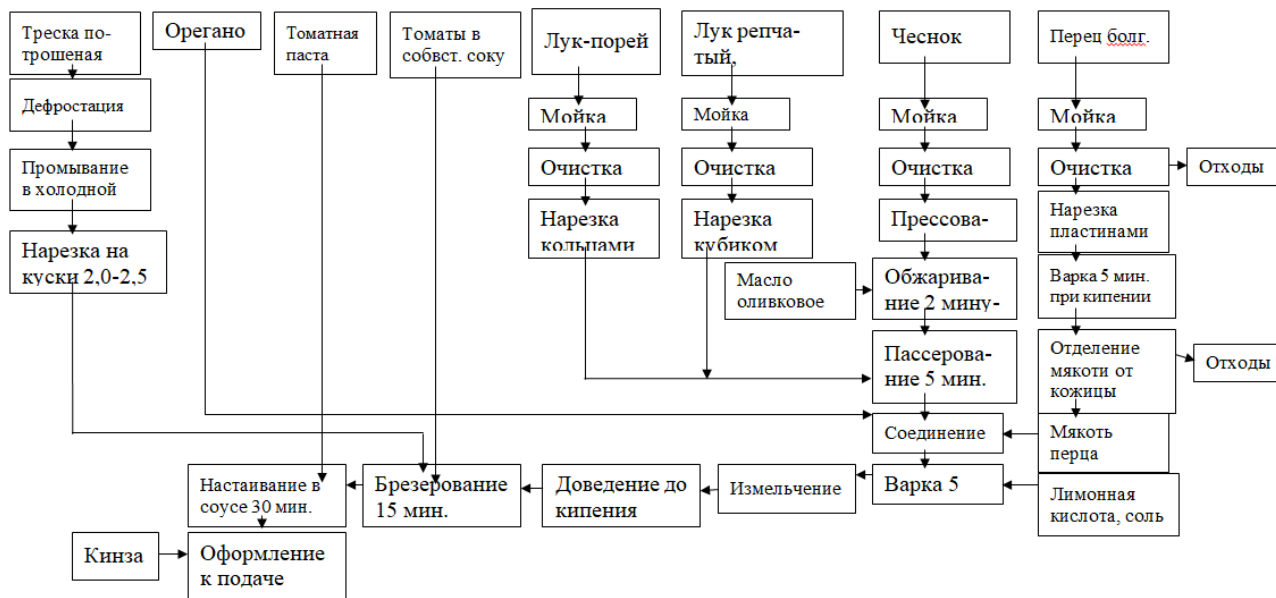 Треска по-
трошеная
Орегано
Томатная
паста
Томаты в
собвст. соку
Лук-порей
Лук репча-
тый,
Чеснок
Перец болг.
Дефростация
Мойка
Мойка
Мойка
Мойка
Промывание
в холодной
Очистка
Очистка
Очистка
Очистка
Отходы
Нарезка на
куски 2,0-2,5
Нарезка
кольцами
Нарезка
кубиком
Прессова-
Нарезка
пластинами
Масло
оливковое
Обжарива-
ние 2 мину-
Варка 5 мин.
при кипении
Пассерова-
ние 5 мин.
Отделение
мякоти от
кожицы
Отходы
Соединение
Мякоть
перца
Настаивание в
соусе 30 мин.
Брезерование
15 мин.
Доведение до
кипения
Измельчение
Варка 5
Лимонная
кислота, соль
Кинза
Оформление
к подаче